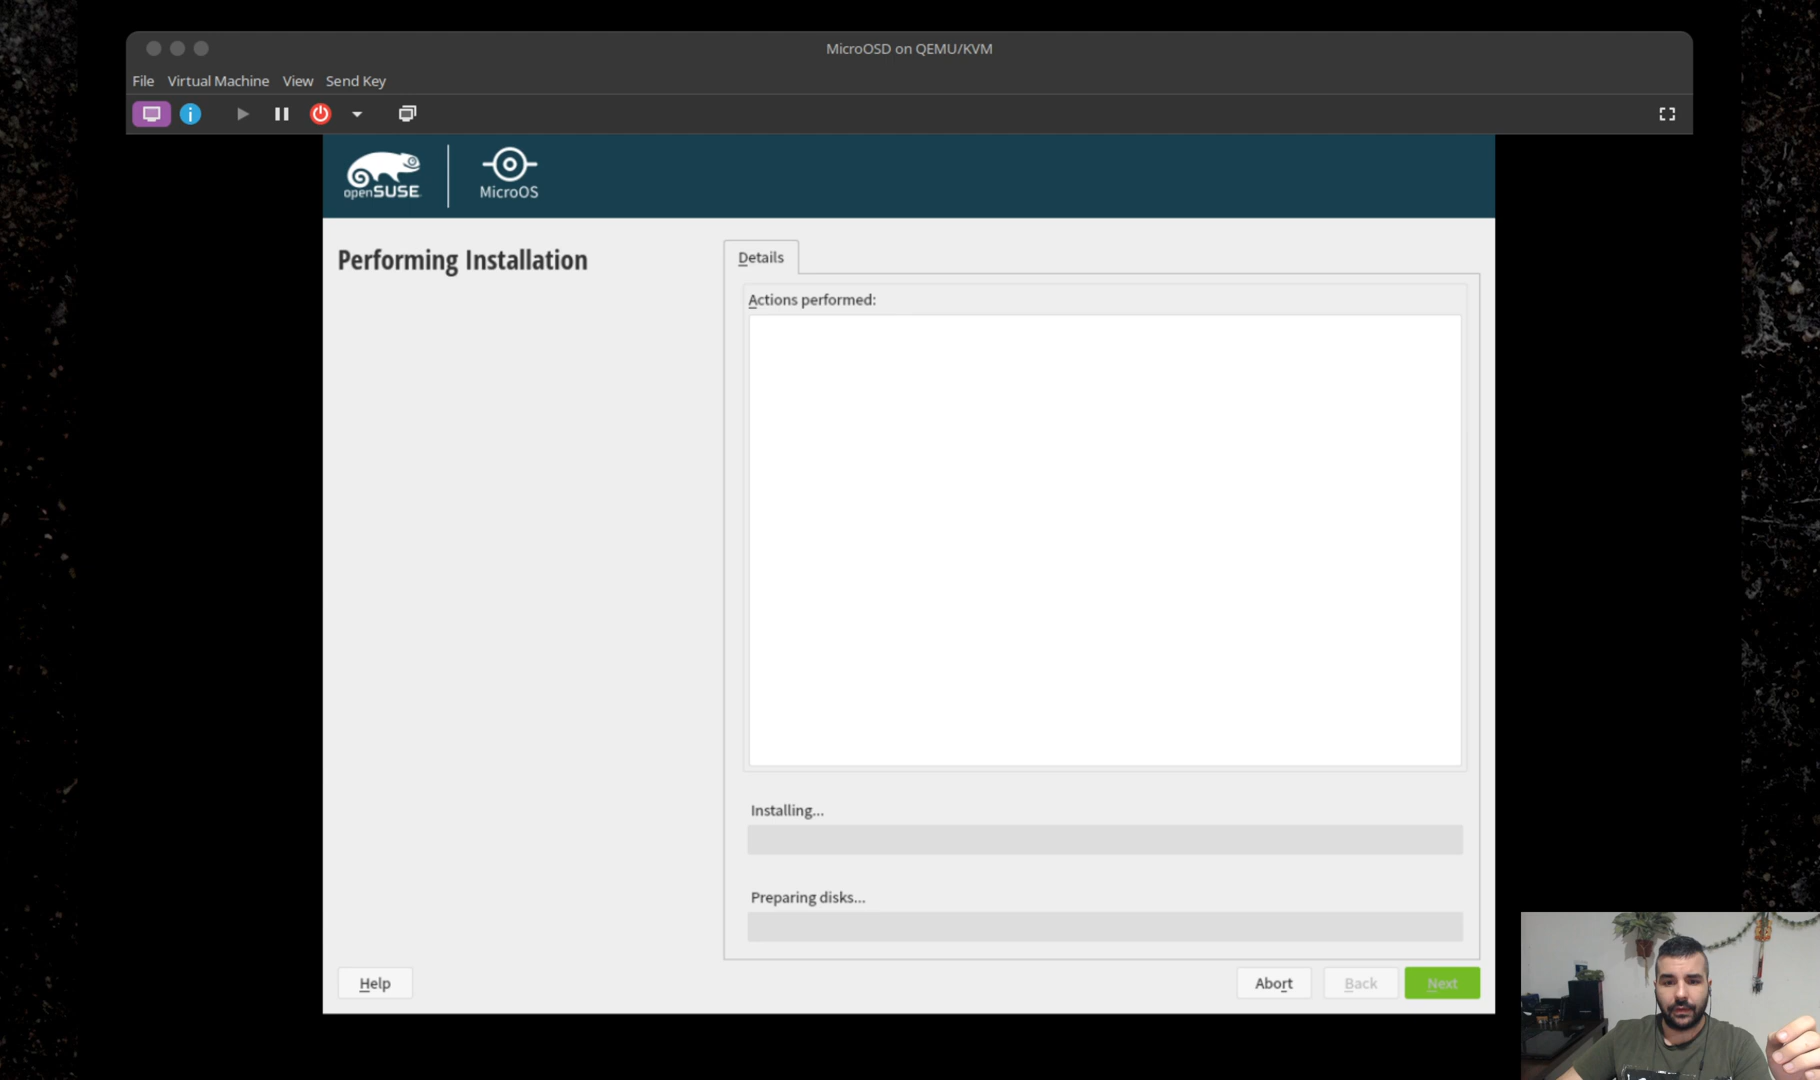 MicroOSD on QEMU/KVM
File Virtual Machine View Send Key
openSUSE
MicroOS
Performing Installation
Details
Actions performed:
Installing...
Preparing disks...
Help
Abort
Back
Next